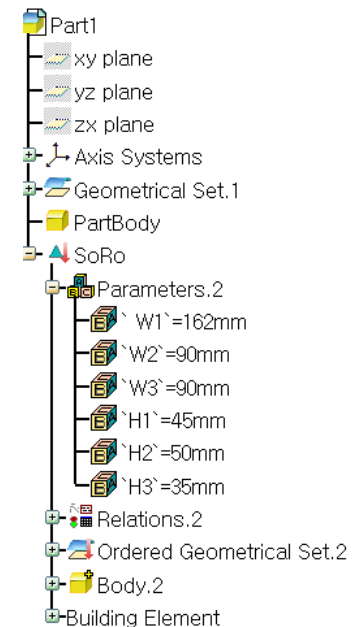 Part1
xy plane
yz plane
zx plane
Axis Systems
Geometrical Set.1
PartBody
SoRo
Parameters.2
` W1`=162mm
`W2`=90mm
`W3`=90mm
`H1`=45mm
`H2`=50mm
`H3`=35mm
Relations.2
Ordered Geometrical Set.2
Body.2
Building Element